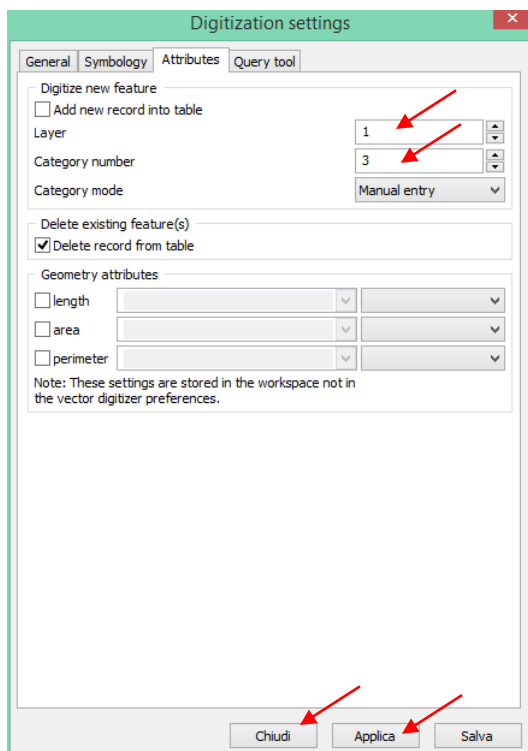 Digitization settings
General Symbology Attributes Query tool
Digitize new feature
Add new record into table
Layer 1
Category number 3
Category mode Manual entry
Delete existing feature(s)
Delete record from table
Geometry attributes
length
area
perimeter
Note: These settings are stored in the workspace not in
the vector digitizer preferences.
Chiudi Applica Salva